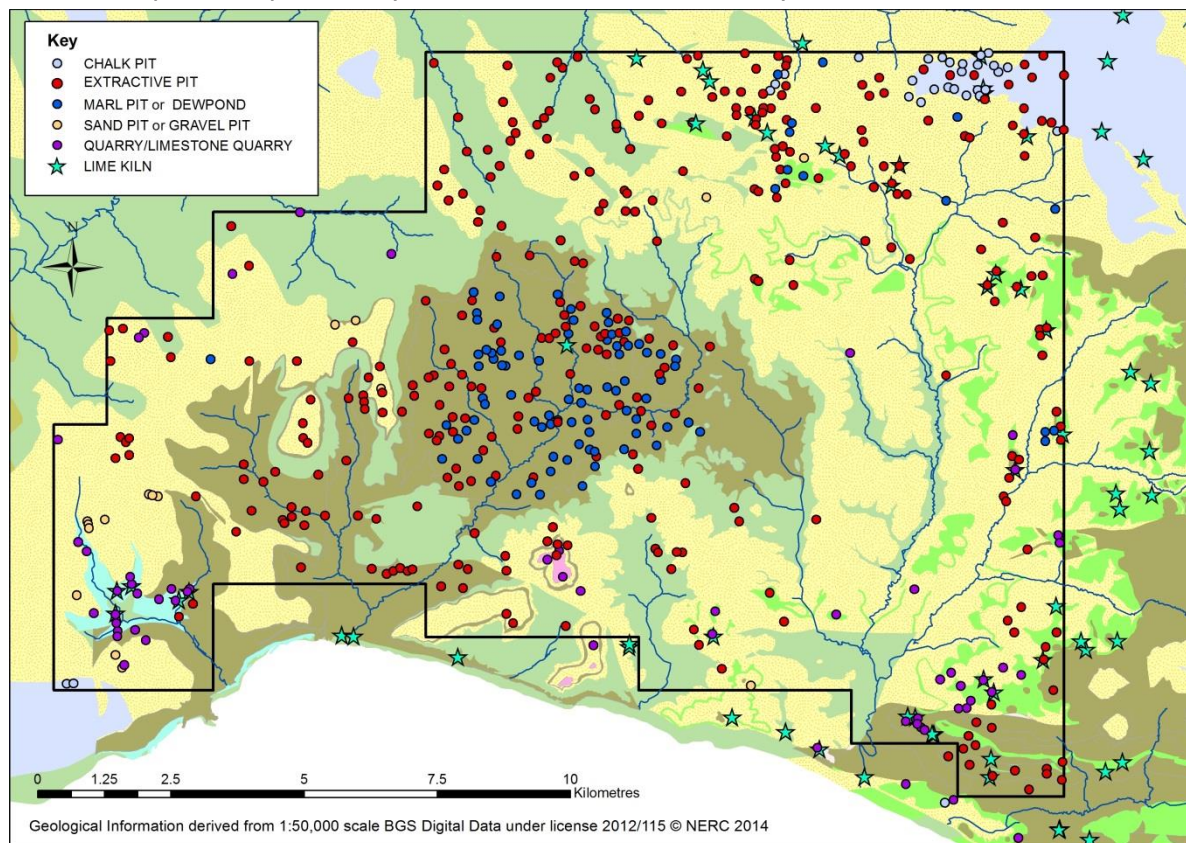 Key
CHALK PIT
EXTRACTIVE PIT
MARL PIT or DEWPOND
SAND PIT or GRAVEL PIT
QUARRY/LIMESTONE QUARRY
LIME KILN
N
0 1.25 2.5 5 7.5 10
Kilometres
Geological Information derived from 1:50,000 scale BGS Digital Data under license 2012/115 © NERC 2014